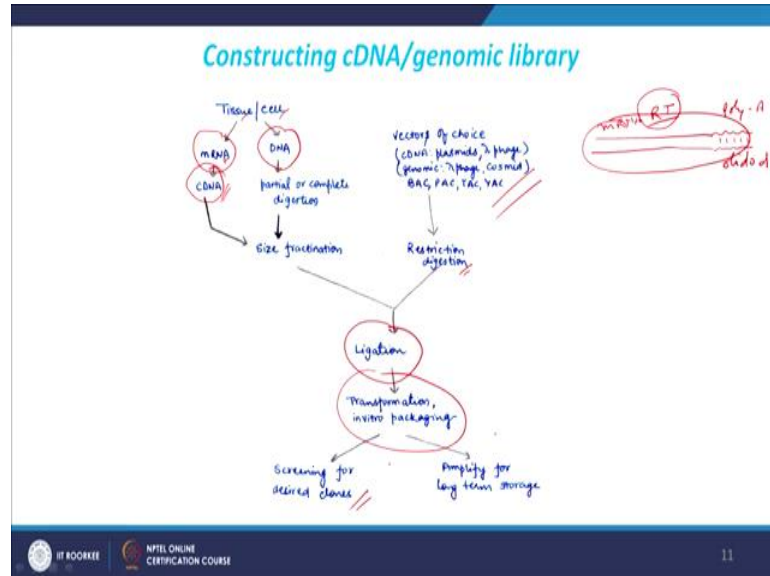 Constructing cDNA/genomic library
Tissue/cell
mRNA
DNA
cDNA
partial or complete
digestion
Size fractination
vectors of choice
(cDNA: plasmids, λ phage)
(genomic: λ phage, cosmid)
BAC, PAC, TAC, YAC
Restriction
digestion
mRNA RT poly-A
oligo d
Ligation
Transformation,
invitro packaging
Screening for
desired clones
Amplify for
long term storage
IIT ROORKEE
NPTEL ONLINE
CERTIFICATION COURSE
11